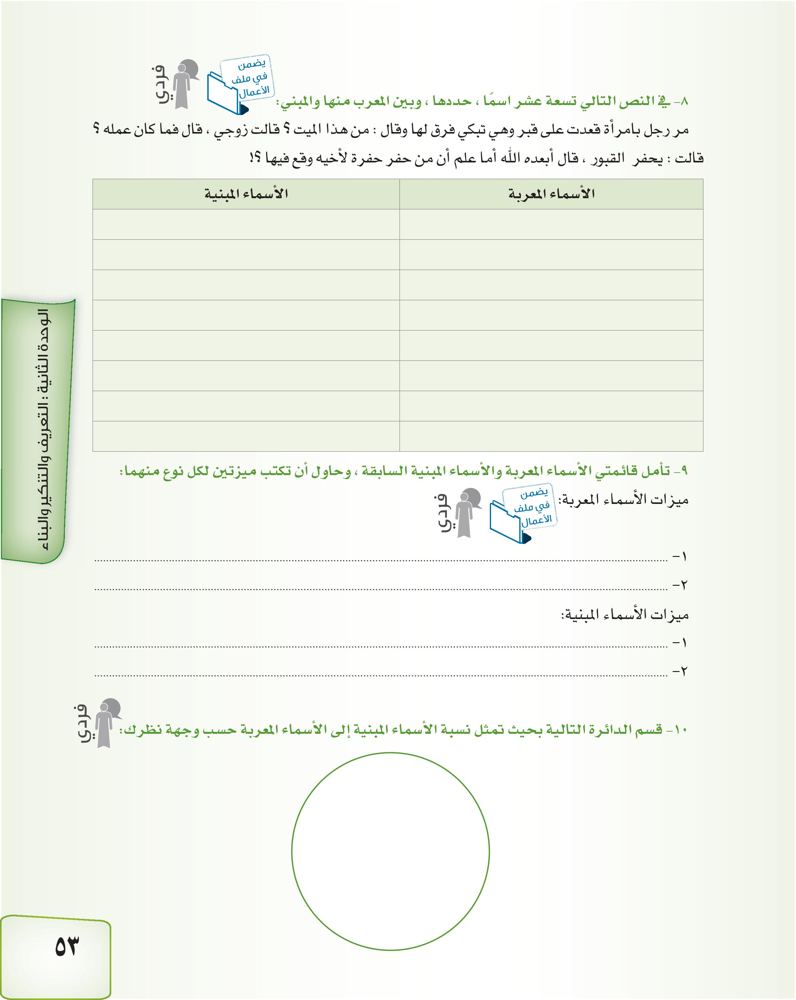 ٨- في النص التالي تسعة عشر اسمًا ، حددها ، وبين المعرب منها والمبني:
يضمن
في ملف
الأعمال
فردي
مر رجل بامرأة قعدت على قبر وهي تبكي فرق لها وقال : من هذا الميت ؟ قالت زوجي ، قال فما كان عمله ؟
قالت : يحفر القبور ، قال أبعده الله أما علم أن من حفر حفرة لأخيه وقع فيها ؟!
الأسماء المعربة الأسماء المبنية
٩- تأمل قائمتي الأسماء المعربة والأسماء المبنية السابقة ، وحاول أن تكتب ميزتين لكل نوع منهما:
ميزات الأسماء المعربة:
يضمن
في ملف
الأعمال
فردي
١- ........................................................................
٢- ........................................................................
ميزات الأسماء المبنية:
١- ........................................................................
٢- ........................................................................
١٠- قسم الدائرة التالية بحيث تمثل نسبة الأسماء المبنية إلى الأسماء المعربة حسب وجهة نظرك:
فردي
الوحدة الثانية : التعريف والتنكير والبناء
٥٣